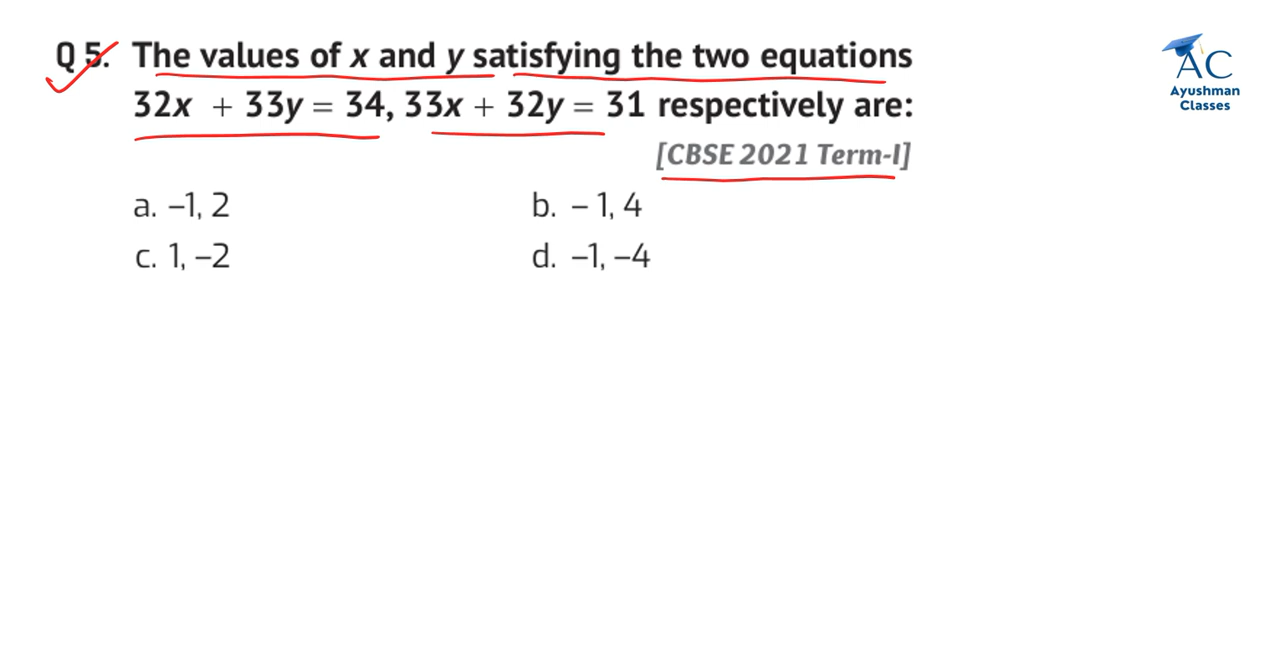 Q 5. The values of x and y satisfying the two equations
32x + 33y = 34, 33x + 32y = 31 respectively are:
[CBSE 2021 Term-I]
a. –1, 2 b. – 1, 4
c. 1, –2 d. –1, –4
AC
Ayushman
Classes